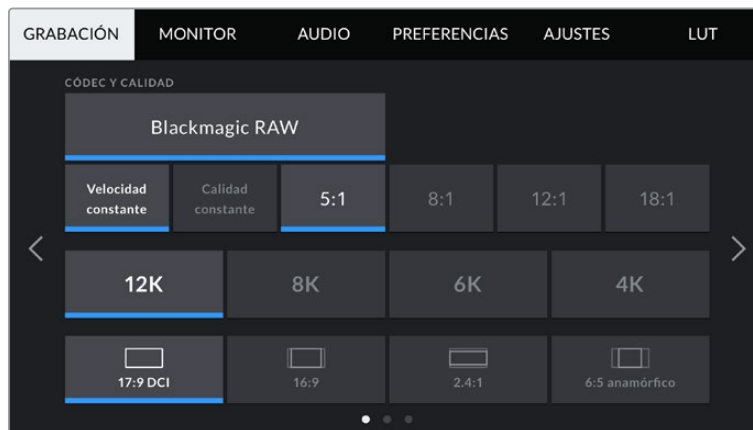 GRABACIÓN MONITOR AUDIO PREFERENCIAS AJUSTES LUT
CÓDEC Y CALIDAD
Blackmagic RAW
Velocidad constante Calidad constante 5:1 8:1 12:1 18:1
12K 8K 6K 4K
17:9 DCI 16:9 2.4:1 6:5 anamórfico